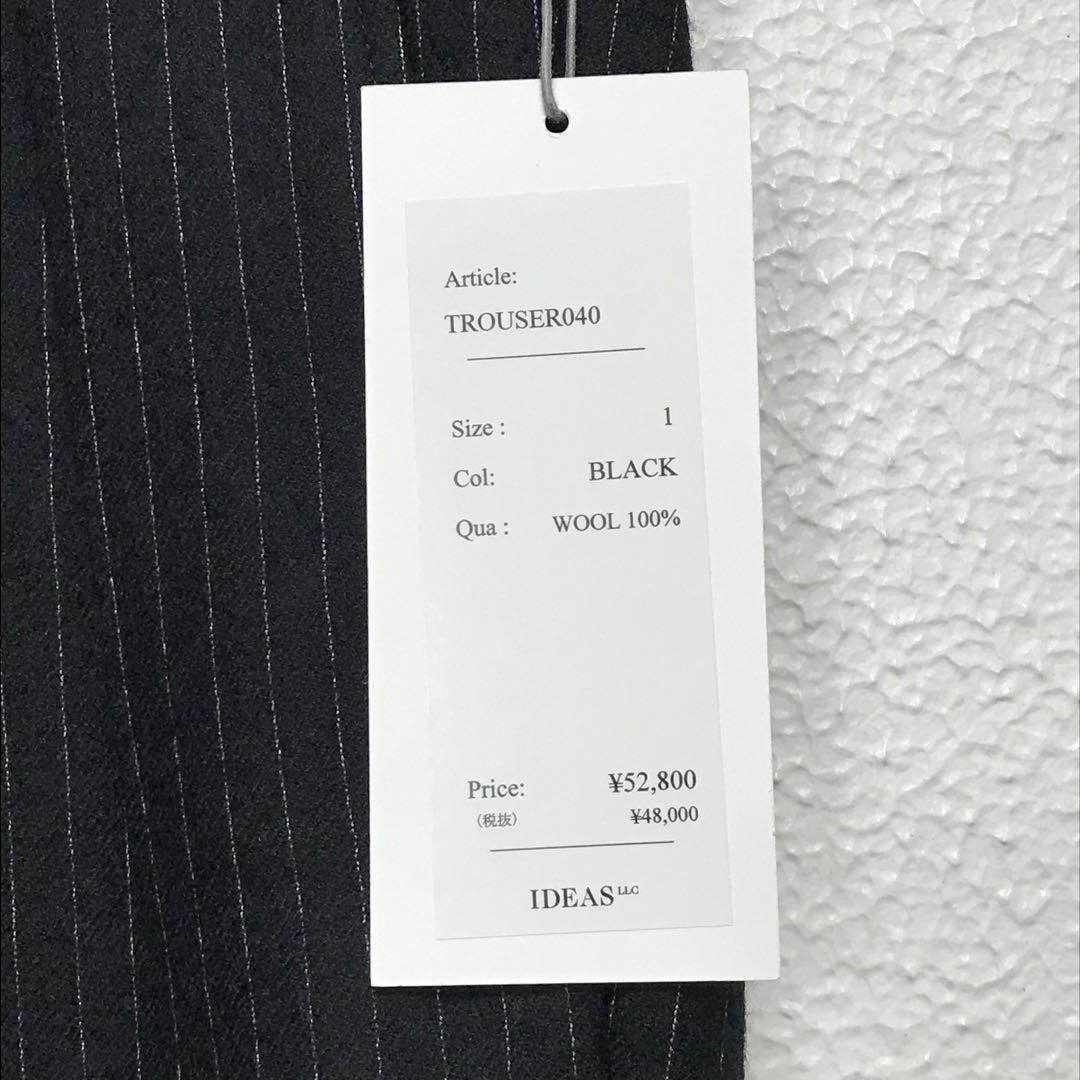 Article:
TROUSER040
Size : 1
Col: BLACK
Qua : WOOL 100%
Price: ¥52,800
(税抜) ¥48,000
IDEAS LLC